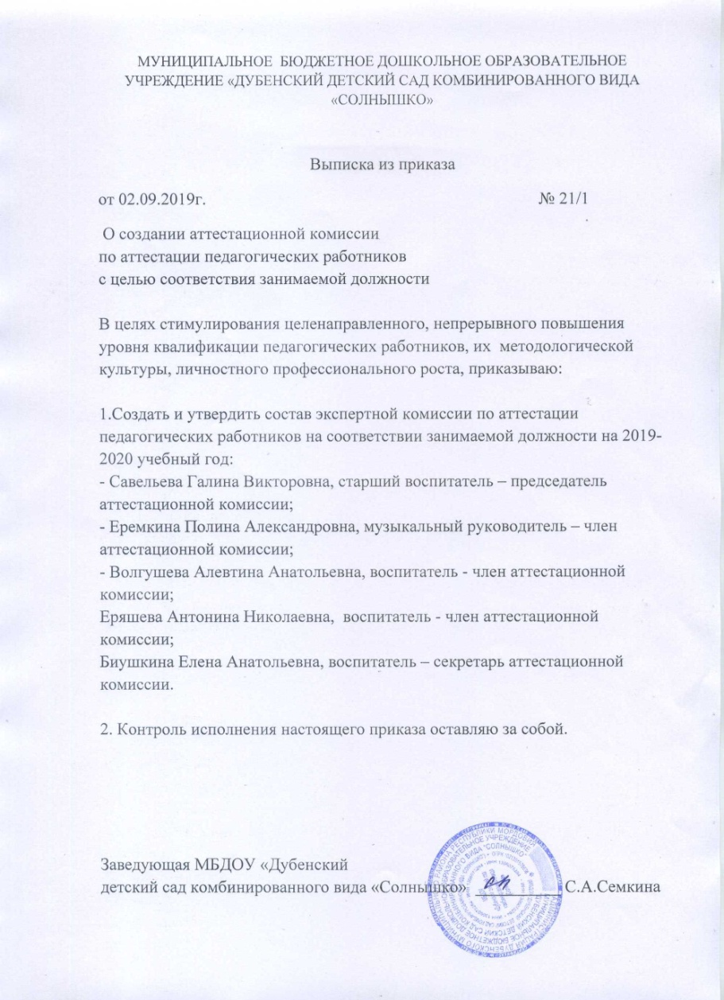 МУНИЦИПАЛЬНОЕ БЮДЖЕТНОЕ ДОШКОЛЬНОЕ ОБРАЗОВАТЕЛЬНОЕ
УЧРЕЖДЕНИЕ «ДУБЕНСКИЙ ДЕТСКИЙ САД КОМБИНИРОВАННОГО ВИДА
«СОЛНЫШКО»
Выписка из приказа
от 02.09.2019г. № 21/1
О создании аттестационной комиссии
по аттестации педагогических работников
с целью соответствия занимаемой должности
В целях стимулирования целенаправленного, непрерывного повышения
уровня квалификации педагогических работников, их методологической
культуры, личностного профессионального роста, приказываю:
1.Создать и утвердить состав экспертной комиссии по аттестации
педагогических работников на соответствии занимаемой должности на 2019-
2020 учебный год:
- Савельева Галина Викторовна, старший воспитатель – председатель
аттестационной комиссии;
- Еремкина Полина Александровна, музыкальный руководитель – член
аттестационной комиссии;
- Волгушева Алевтина Анатольевна, воспитатель - член аттестационной
комиссии;
Еряшева Антонина Николаевна, воспитатель - член аттестационной
комиссии;
Биушкина Елена Анатольевна, воспитатель – секретарь аттестационной
комиссии.
2. Контроль исполнения настоящего приказа оставляю за собой.
Заведующая МБДОУ «Дубенский
детский сад комбинированного вида «Солнышко» __________ С.А.Семкина